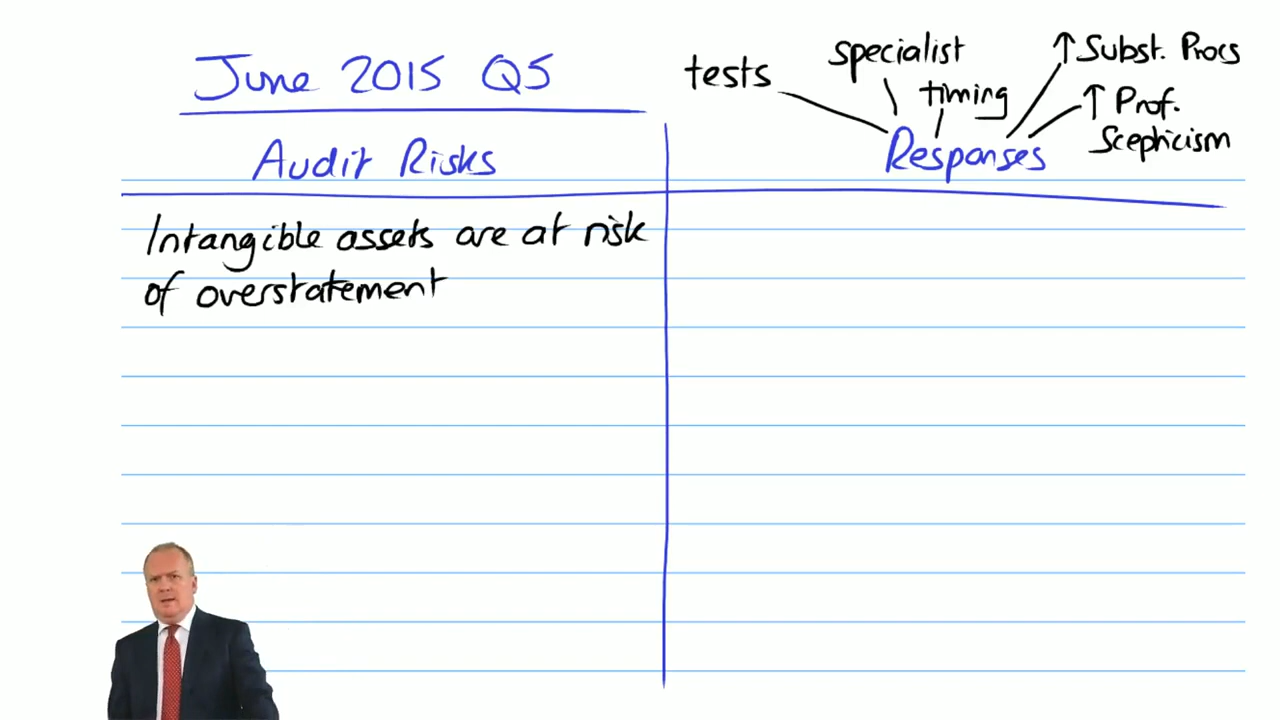 June 2015 Q5
tests
specialist
timing
↑ Subst. Procs
↑ Prof.
Scepticism
Audit Risks
Responses
Intangible assets are at risk
of overstatement